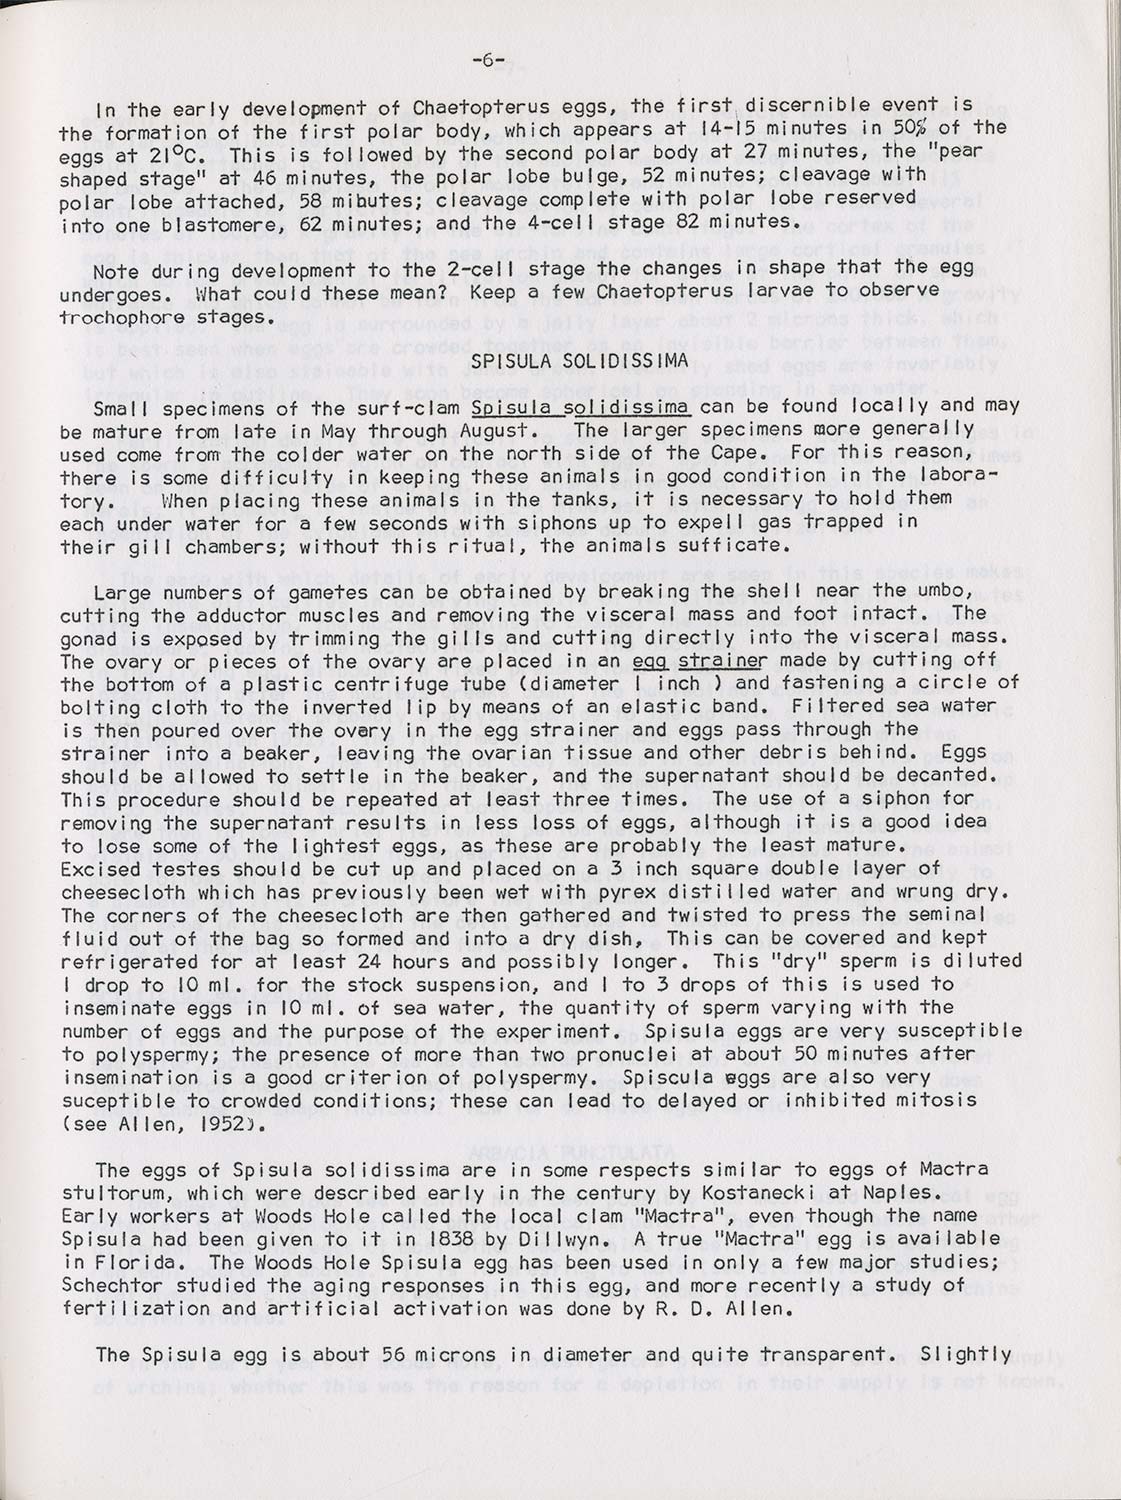 -6-
In the early development of Chaetopterus eggs, the first discernible event is
the formation of the first polar body, which appears at 14-15 minutes in 50% of the
eggs at 21°C. This is followed by the second polar body at 27 minutes, the "pear
shaped stage" at 46 minutes, the polar lobe bulge, 52 minutes; cleavage with
polar lobe attached, 58 mibutes; cleavage complete with polar lobe reserved
into one blastomere, 62 minutes; and the 4-cell stage 82 minutes.
Note during development to the 2-cell stage the changes in shape that the egg
undergoes. What could these mean? Keep a few Chaetopterus larvae to observe
trochophore stages.
SPISULA SOLIDISSIMA
Small specimens of the surf-clam Spisula solidissima can be found locally and may
be mature from late in May through August. The larger specimens more generally
used come from the colder water on the north side of the Cape. For this reason,
there is some difficulty in keeping these animals in good condition in the labora-
tory. When placing these animals in the tanks, it is necessary to hold them
each under water for a few seconds with siphons up to expell gas trapped in
their gill chambers; without this ritual, the animals sufficate.
Large numbers of gametes can be obtained by breaking the shell near the umbo,
cutting the adductor muscles and removing the visceral mass and foot intact. The
gonad is exposed by trimming the gills and cutting directly into the visceral mass.
The ovary or pieces of the ovary are placed in an egg strainer made by cutting off
the bottom of a plastic centrifuge tube (diameter 1 inch ) and fastening a circle of
bolting cloth to the inverted lip by means of an elastic band. Filtered sea water
is then poured over the ovary in the egg strainer and eggs pass through the
strainer into a beaker, leaving the ovarian tissue and other debris behind. Eggs
should be allowed to settle in the beaker, and the supernatant should be decanted.
This procedure should be repeated at least three times. The use of a siphon for
removing the supernatant results in less loss of eggs, although it is a good idea
to lose some of the lightest eggs, as these are probably the least mature.
Excised testes should be cut up and placed on a 3 inch square double layer of
cheesecloth which has previously been wet with pyrex distilled water and wrung dry.
The corners of the cheesecloth are then gathered and twisted to press the seminal
fluid out of the bag so formed and into a dry dish, This can be covered and kept
refrigerated for at least 24 hours and possibly longer. This "dry" sperm is diluted
1 drop to 10 ml. for the stock suspension, and 1 to 3 drops of this is used to
inseminate eggs in 10 ml. of sea water, the quantity of sperm varying with the
number of eggs and the purpose of the experiment. Spisula eggs are very susceptible
to polyspermy; the presence of more than two pronuclei at about 50 minutes after
insemination is a good criterion of polyspermy. Spiscula eggs are also very
suceptible to crowded conditions; these can lead to delayed or inhibited mitosis
(see Allen, 1952).
The eggs of Spisula solidissima are in some respects similar to eggs of Mactra
stultorum, which were described early in the century by Kostanecki at Naples.
Early workers at Woods Hole called the local clam "Mactra", even though the name
Spisula had been given to it in 1838 by Dillwyn. A true "Mactra" egg is available
in Florida. The Woods Hole Spisula egg has been used in only a few major studies;
Schechtor studied the aging responses in this egg, and more recently a study of
fertilization and artificial activation was done by R. D. Allen.
The Spisula egg is about 56 microns in diameter and quite transparent. Slightly